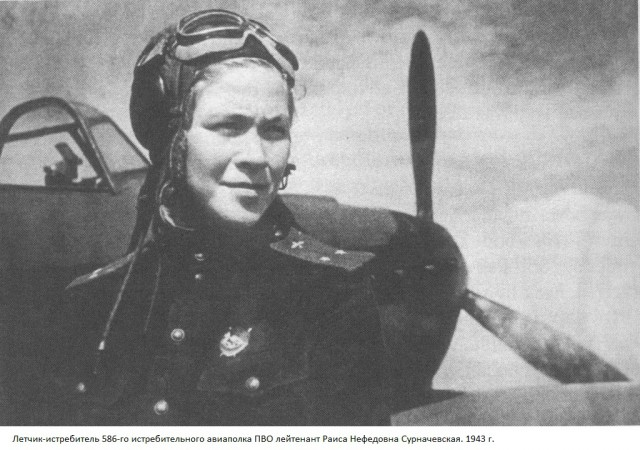 Летчик-истребитель 586-го истребительного авиаполка ПВО лейтенант Раиса Нефедовна Сурначевская. 1943 г.